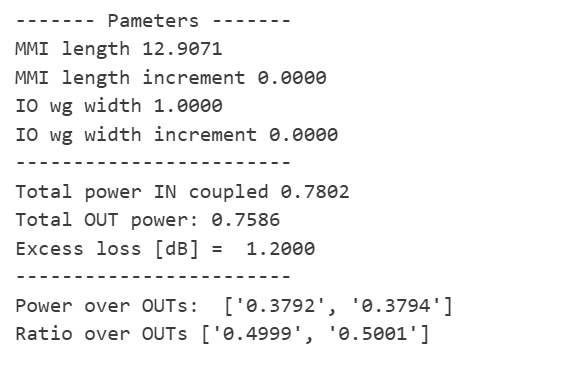 ------- Pameters -------
MMI length 12.9071
MMI length increment 0.0000
IO wg width 1.0000
IO wg width increment 0.0000
------------------------
Total power IN coupled 0.7802
Total OUT power: 0.7586
Excess loss [dB] =  1.2000
------------------------
Power over OUTs:  ['0.3792', '0.3794']
Ratio over OUTs ['0.4999', '0.5001']